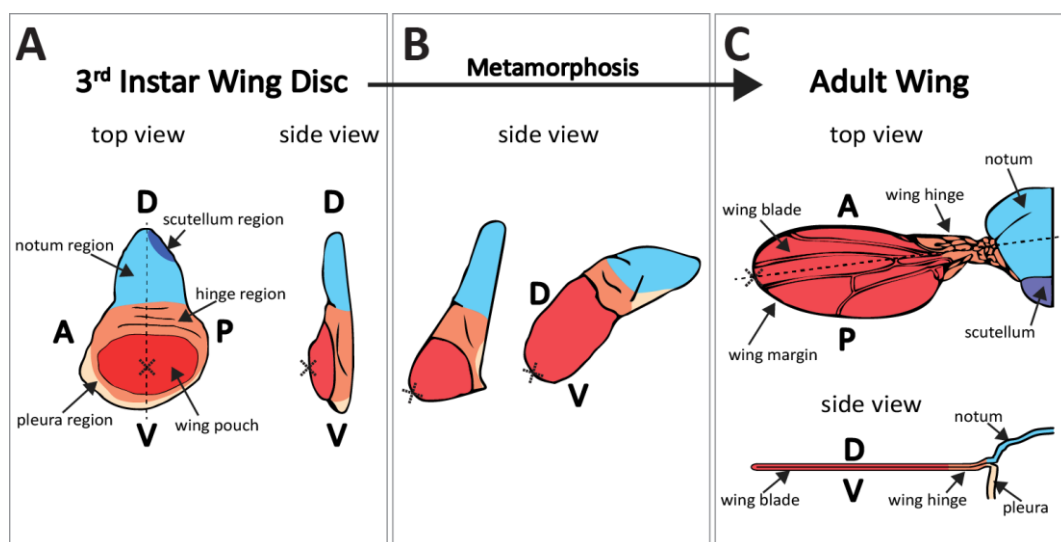 A
3rd Instar Wing Disc
top view
side view
D
D
scutellum region
notum region
hinge region
A
P
pleura region
wing pouch
V
V
B
Metamorphosis
side view
D
V
C
Adult Wing
top view
notum
wing hinge
wing blade
A
P
wing margin
scutellum
side view
notum
D
V
wing blade
wing hinge
pleura